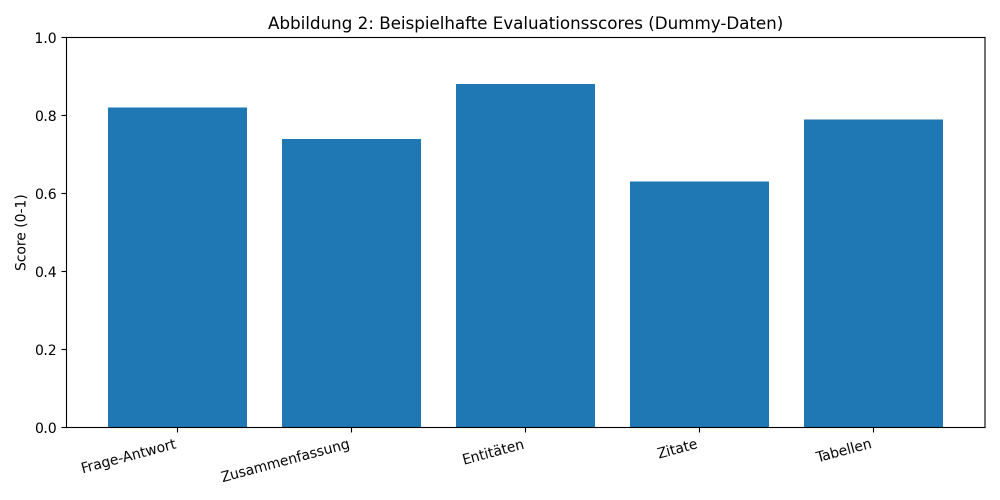 Abbildung 2: Beispielhafte Evaluationsscores (Dummy-Daten)
1.0
0.8
0.6
0.4
0.2
0.0
Score (0-1)
Frage-Antwort
Zusammenfassung
Entitäten
Zitate
Tabellen